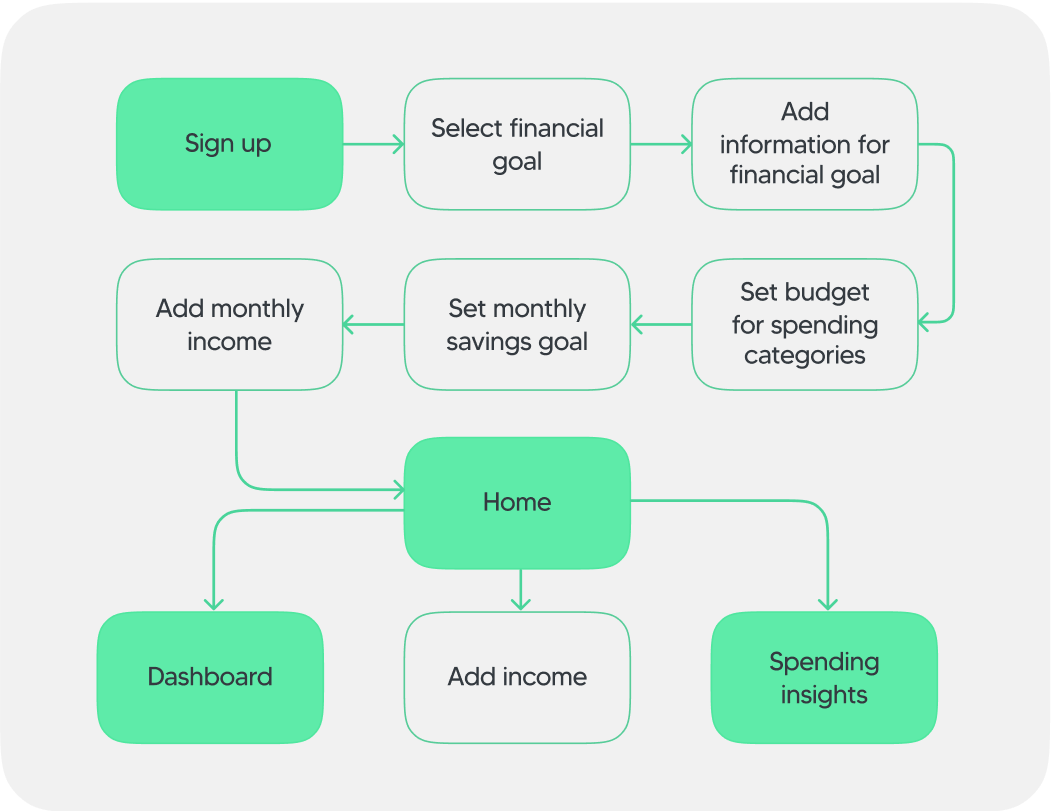 Sign up
Select financial
goal
Add
information for
financial goal
Add monthly
income
Set monthly
savings goal
Set budget
for spending
categories
Home
Dashboard
Add income
Spending
insights